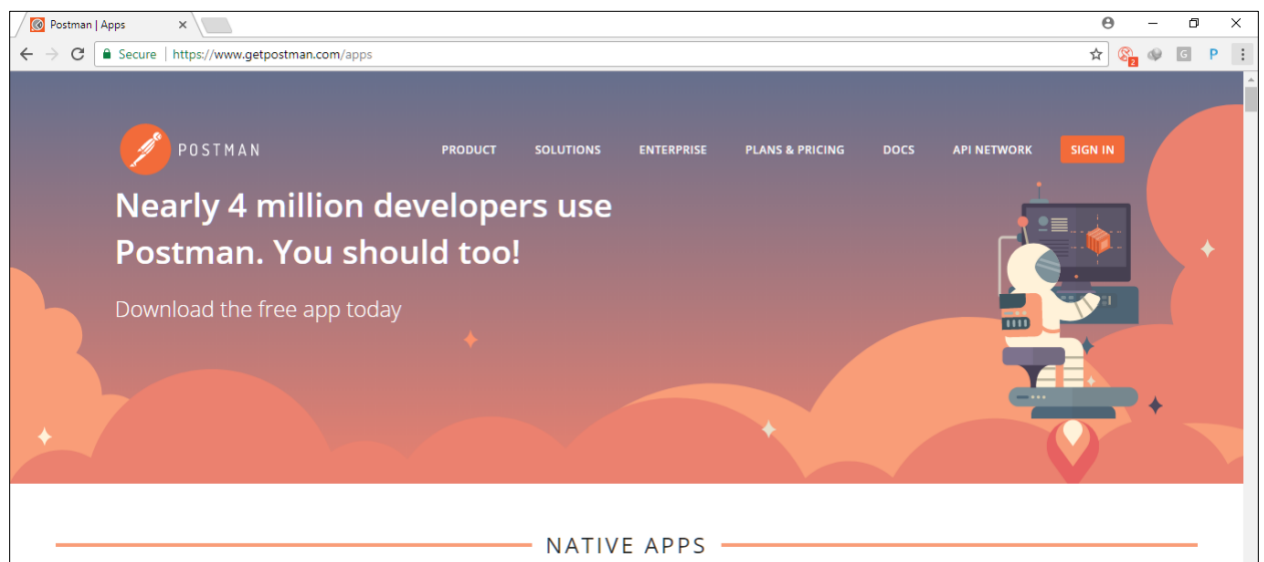 Postman | Apps
Secure | https://www.getpostman.com/apps
2
G
P
POSTMAN
PRODUCT SOLUTIONS ENTERPRISE PLANS & PRICING DOCS API NETWORK SIGN IN
Nearly 4 million developers use
Postman. You should too!
Download the free app today
NATIVE APPS